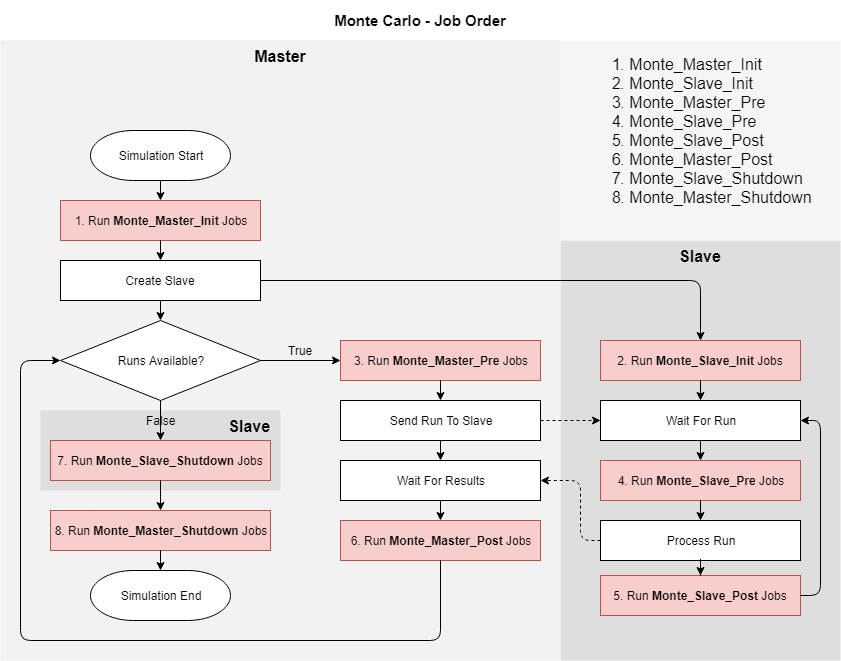 Monte Carlo - Job Order
Master
1. Monte_Master_Init
2. Monte_Slave_Init
3. Monte_Master_Pre
4. Monte_Slave_Pre
5. Monte_Slave_Post
6. Monte_Master_Post
7. Monte_Slave_Shutdown
8. Monte_Master_Shutdown
Simulation Start
1. Run Monte_Master_Init Jobs
Create Slave
Runs Available?
True
False
Slave
7. Run Monte_Slave_Shutdown Jobs
8. Run Monte_Master_Shutdown Jobs
Simulation End
3. Run Monte_Master_Pre Jobs
Send Run To Slave
Wait For Results
6. Run Monte_Master_Post Jobs
Slave
2. Run Monte_Slave_Init Jobs
Wait For Run
4. Run Monte_Slave_Pre Jobs
Process Run
5. Run Monte_Slave_Post Jobs